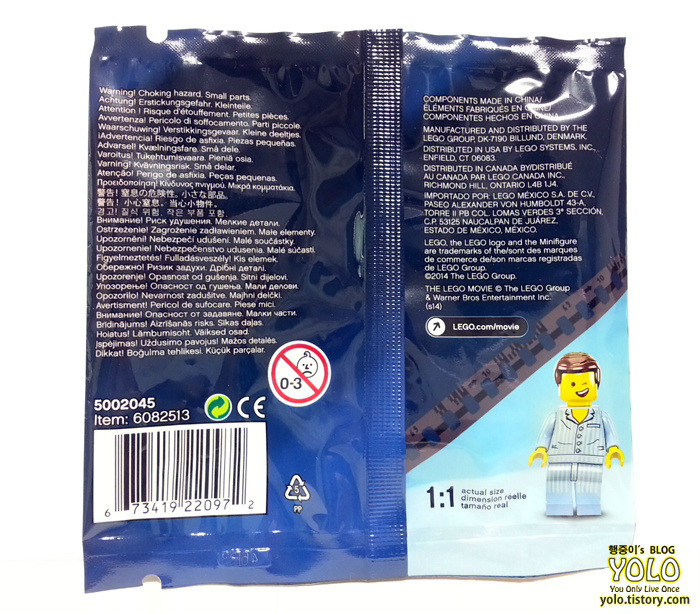 Warning! Choking hazard. Small parts.
Achtung! Erstickungsgefahr. Kleinteile.
Attention ! Risque d'étouffement. Petites pièces.
Avvertenza! Pericolo di soffocamento. Parti piccole.
Waarschuwing! Verstikkingsgevaar. Kleine deeltjes.
¡Advertencia! Riesgo de asfixia. Piezas pequeñas.
Advarsel! Kvælningsfare. Små dele.
Varoitus! Tukehtumisvaara. Pieniä osia.
Varning! Kvävningsrisk. Små delar.
Atenção! Perigo de asfixia. Peças pequenas.
Προειδοποίηση! Κίνδυνος πνιγμού. Μικρά κομματάκια.
警告! 窒息の危険性。小さな部品。
警告! 小心窒息。当心小物件。
경고! 질식 위험. 작은 부품 포함.
Внимание! Риск удушения. Мелкие детали.
Ostrzeżenie! Zagrożenie zadławieniem. Małe elementy.
Upozornění! Nebezpečí udušení. Malé součástky.
Upozornenie! Nebezpečenstvo udusenia. Malé súčasti.
Figyelmeztetés! Fulladásveszély! Kis elemek.
Обережно! Ризик задухи. Дрібні деталі.
Upozorenje! Opasnost od gušenja. Sitni dijelovi.
Упозорење! Опасност од гушења. Мали делови
Opozorilo! Nevarnost zadušitve. Majhni delčki.
Avertisment! Pericol de sufocare. Piese mici.
Внимание! Опасност от задавяне. Малки части.
Brīdinājums! Aizrīšanās risks. Sīkas daļas.
Hoiatus! Lämbumisoht. Väiksed osad.
Įspėjimas! Uždusimo pavojus! Mažos detalės.
Dikkat! Boğulma tehlikesi. Küçük parçalar.
0-3
5002045
Item: 6082513
CE
6 73419 22097 2
5
PP
COMPONENTS MADE IN CHINA/
ÉLÉMENTS FABRIQUÉS EN CHINE/
COMPONENTES HECHOS EN CHINA.
MANUFACTURED AND DISTRIBUTED BY THE
LEGO GROUP, DK-7190 BILLUND, DENMARK.
DISTRIBUTED IN USA BY LEGO SYSTEMS, INC.,
ENFIELD, CT 06083.
DISTRIBUTED IN CANADA BY/DISTRIBUÉ
AU CANADA PAR LEGO CANADA INC.,
RICHMOND HILL, ONTARIO L4B 1J4.
IMPORTADO POR: LEGO MÉXICO S.A. DE C.V.,
PASEO ALEXANDER VON HUMBOLDT 43-A,
TORRE II PB COL. LOMAS VERDES 3ª SECCIÓN,
C.P. 53125 NAUCALPAN DE JUÁREZ,
ESTADO DE MÉXICO, MÉXICO.
LEGO, the LEGO logo and the Minifigure
are trademarks of the/sont des marques
de commerce de/son marcas registradas
de LEGO Group.
©2014 The LEGO Group.
THE LEGO MOVIE © The LEGO Group
& Warner Bros Entertainment Inc.
(s14)
LEGO.com/movie
1:1 actual size
dimension réelle
tamaño real
행중이's BLOG
YOLO
You Only Live Once
yolo.tistory.com